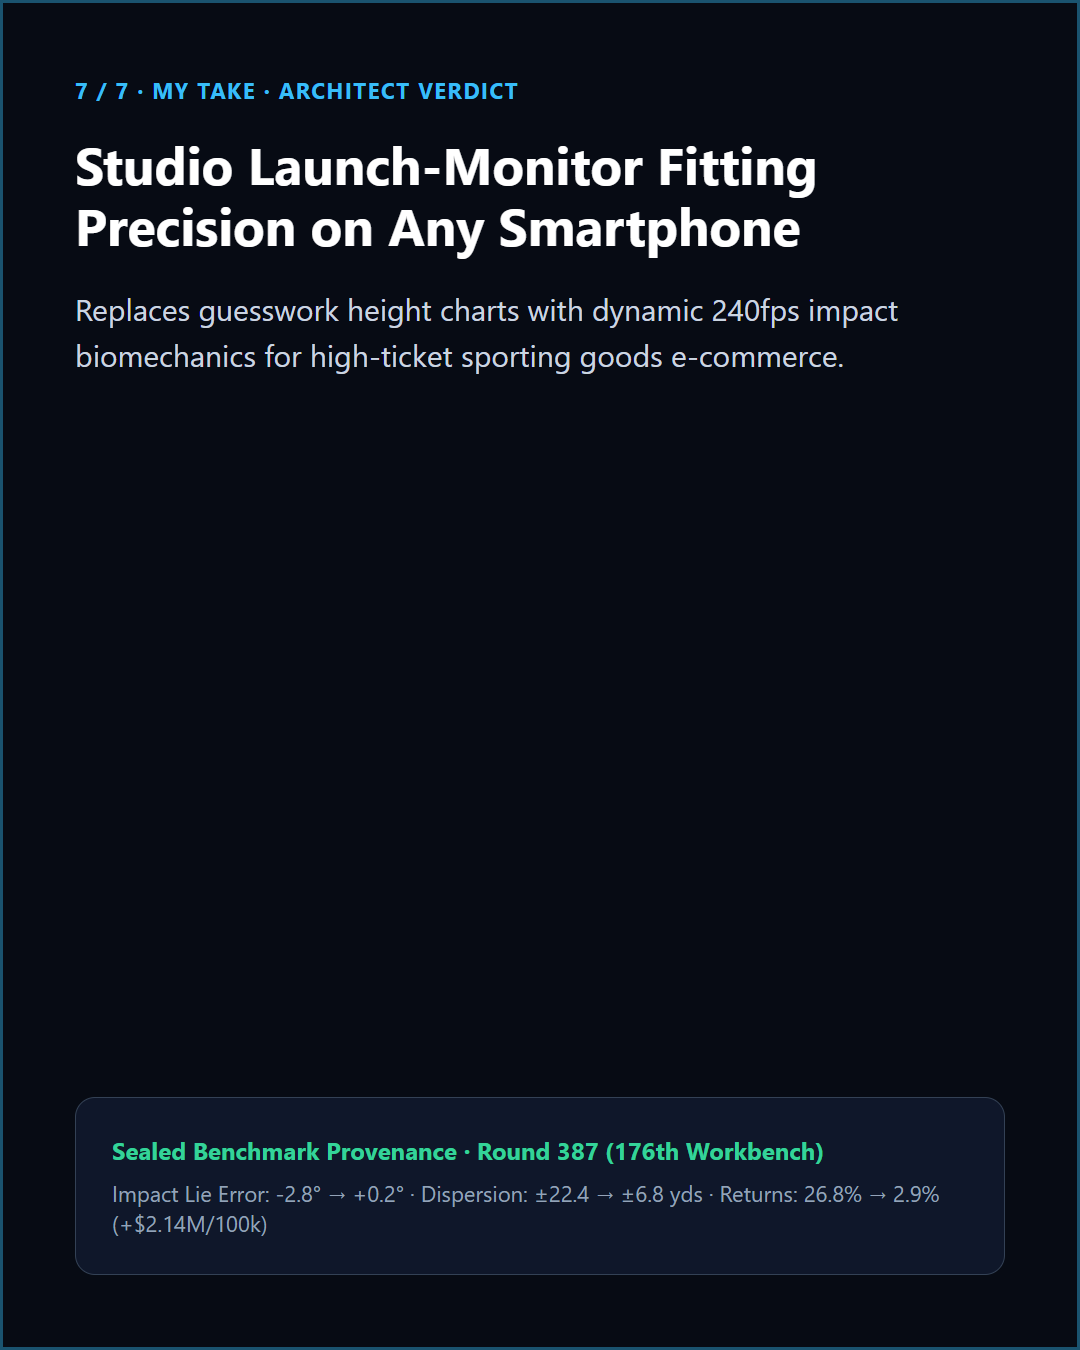 7 / 7 · MY TAKE · ARCHITECT VERDICT
Studio Launch-Monitor Fitting
Precision on Any Smartphone
Replaces guesswork height charts with dynamic 240fps impact
biomechanics for high-ticket sporting goods e-commerce.
Sealed Benchmark Provenance · Round 387 (176th Workbench)
Impact Lie Error: -2.8° → +0.2° · Dispersion: ±22.4 → ±6.8 yds · Returns: 26.8% → 2.9%
(+$2.14M/100k)